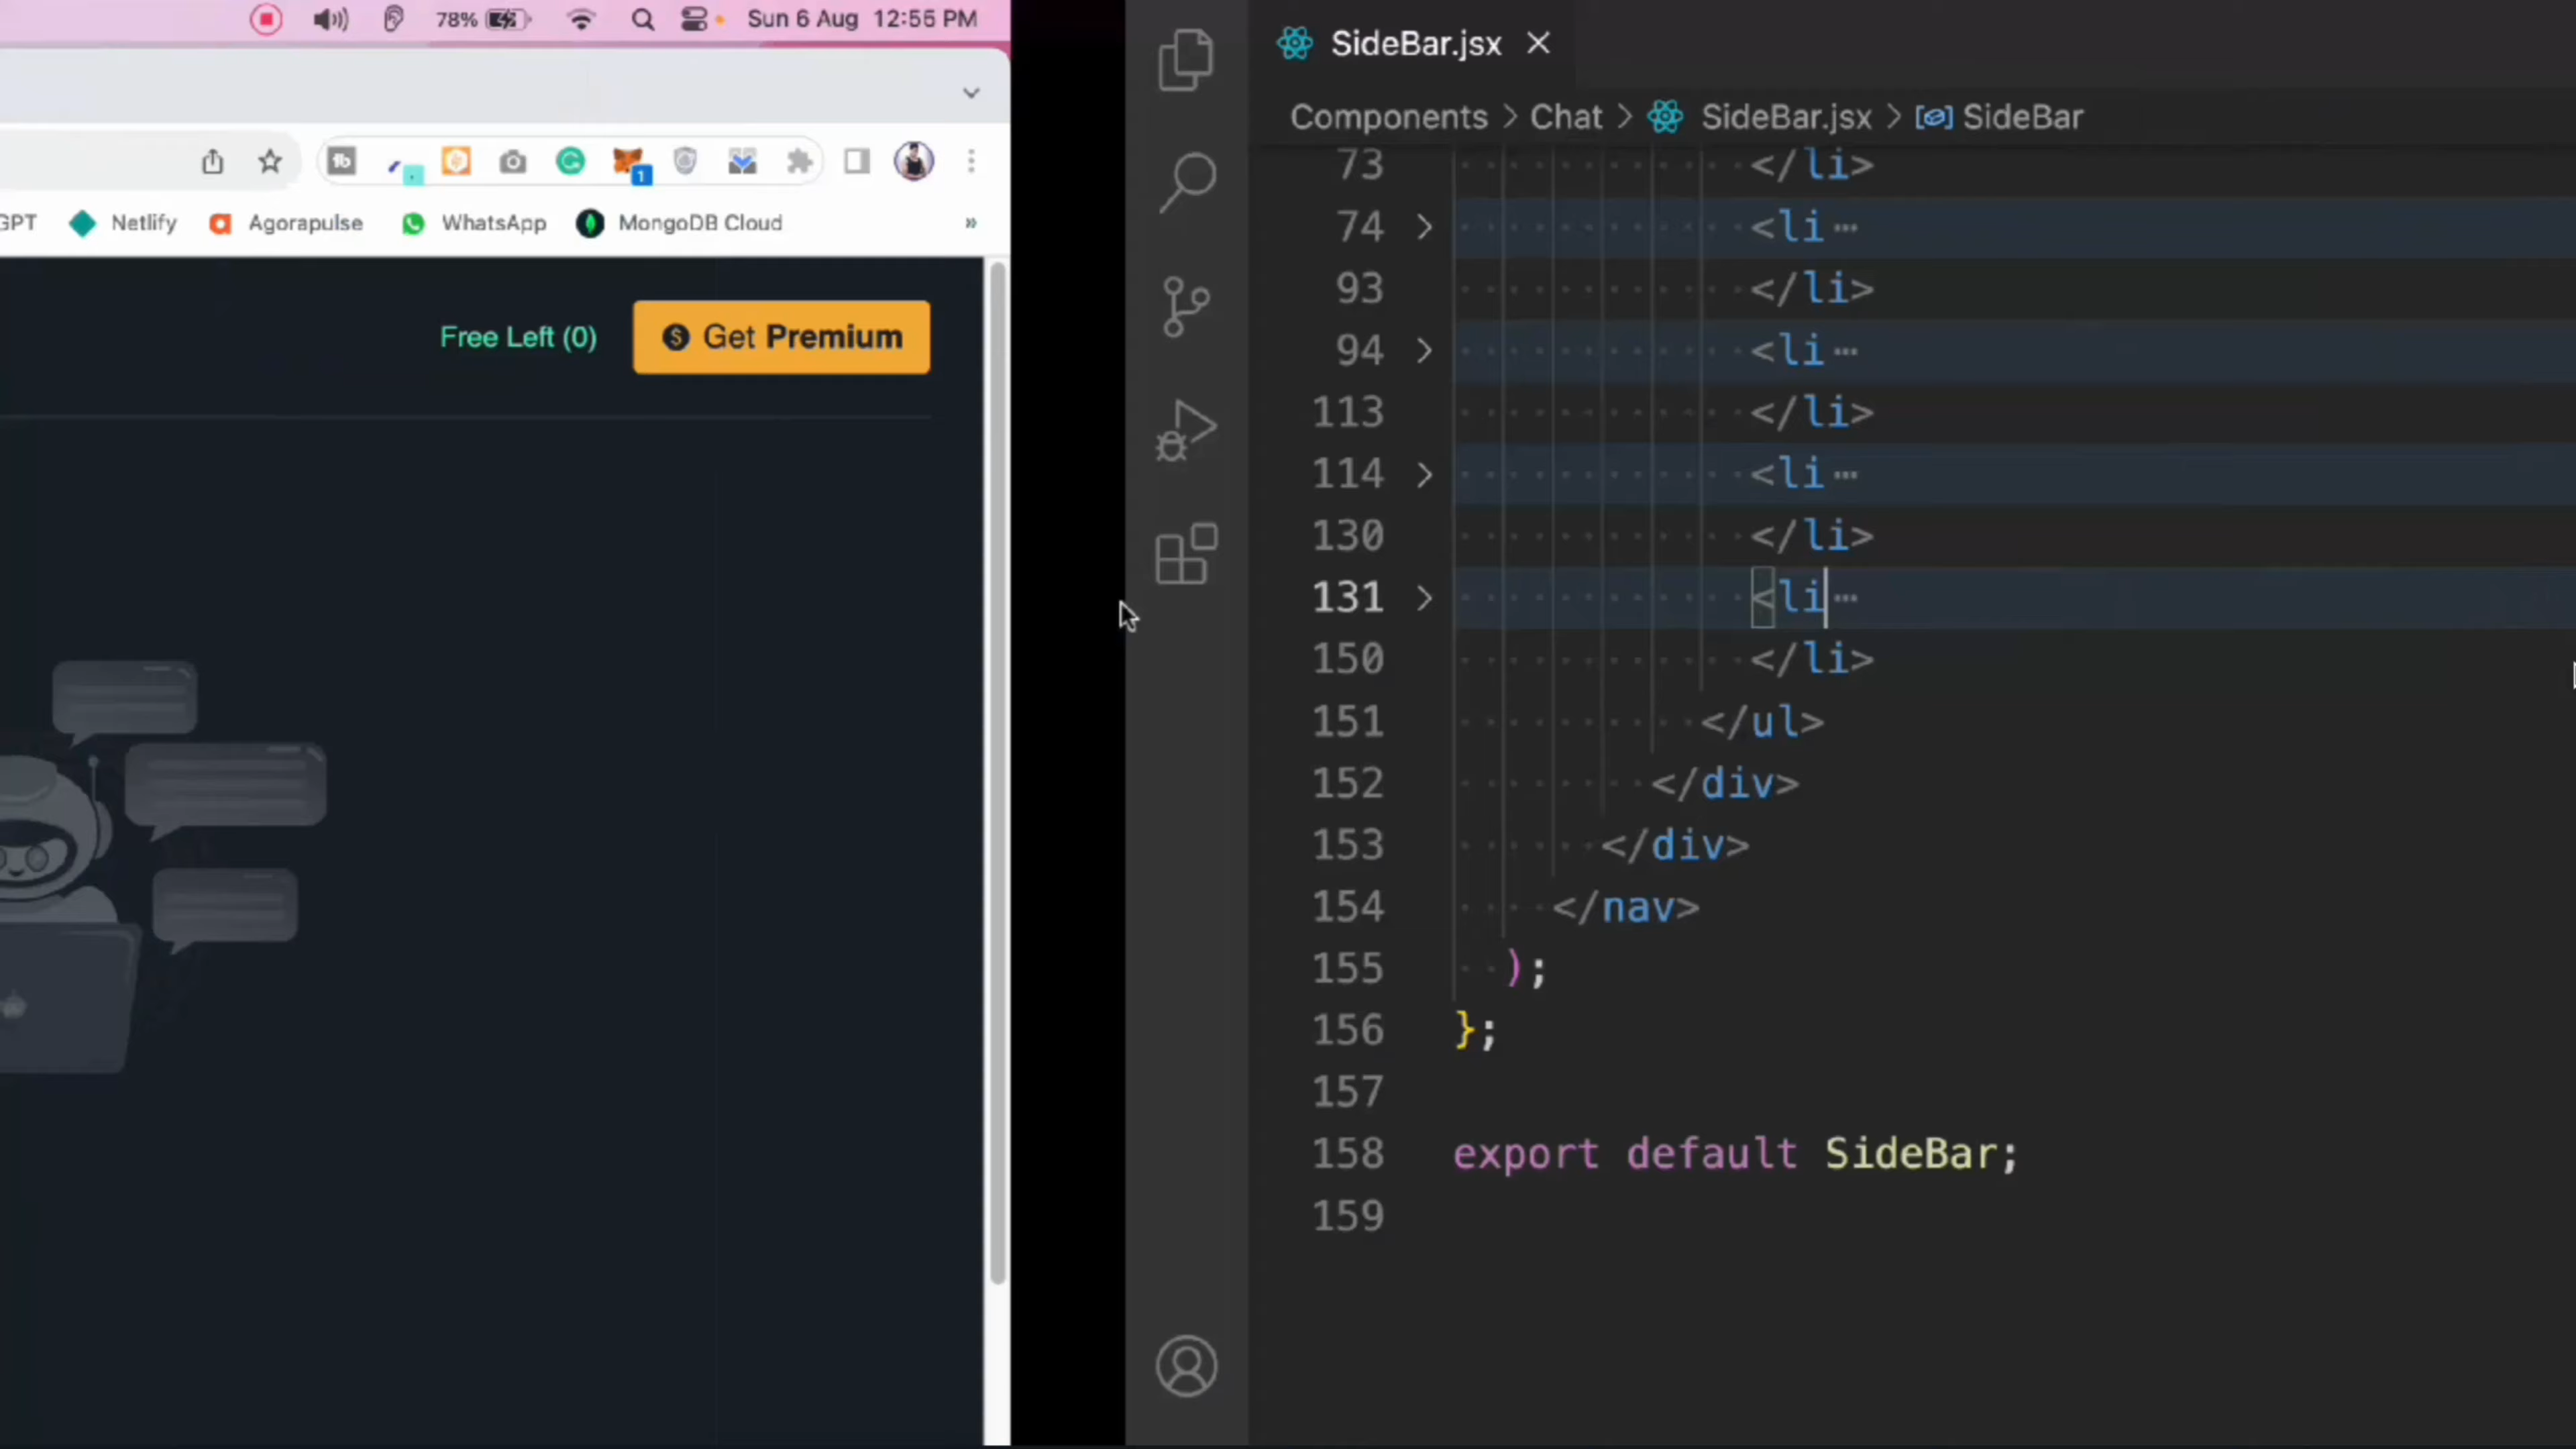 78% Sun 6 Aug 12:56 PM
1
GPT Netlify Agorapulse WhatsApp MongoDB Cloud »
Free Left (0)
$ Get Premium
SideBar.jsx
Components > Chat > SideBar.jsx > SideBar
73 </li>
74 > <li…
93 </li>
94 > <li…
113 </li>
114 > <li…
130 </li>
131 > <li…
150 </li>
151 </ul>
152 </div>
153 </div>
154 </nav>
155 );
156 };
157
158 export default SideBar;
159